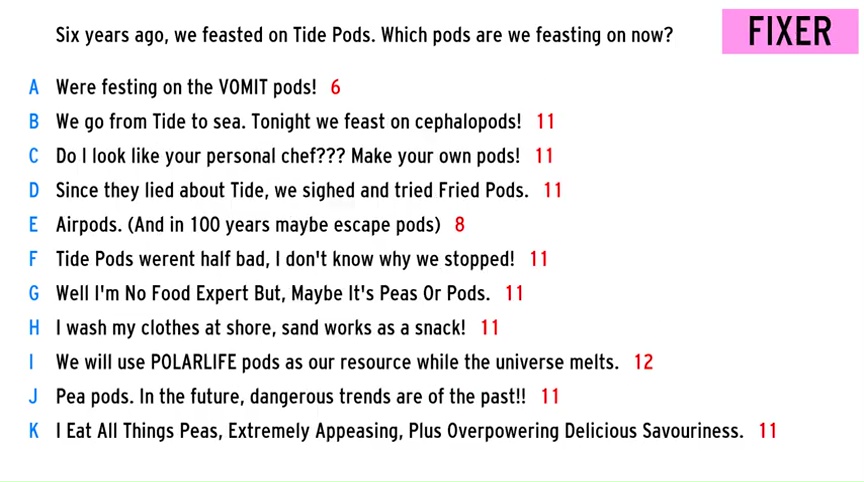 Six years ago, we feasted on Tide Pods. Which pods are we feasting on now?
FIXER
A Were festing on the VOMIT pods! 6
B We go from Tide to sea. Tonight we feast on cephalopods! 11
C Do I look like your personal chef??? Make your own pods! 11
D Since they lied about Tide, we sighed and tried Fried Pods. 11
E Airpods. (And in 100 years maybe escape pods) 8
F Tide Pods werent half bad, I don't know why we stopped! 11
G Well I'm No Food Expert But, Maybe It's Peas Or Pods. 11
H I wash my clothes at shore, sand works as a snack! 11
I We will use POLARLIFE pods as our resource while the universe melts. 12
J Pea pods. In the future, dangerous trends are of the past!! 11
K I Eat All Things Peas, Extremely Appeasing, Plus Overpowering Delicious Savouriness. 11